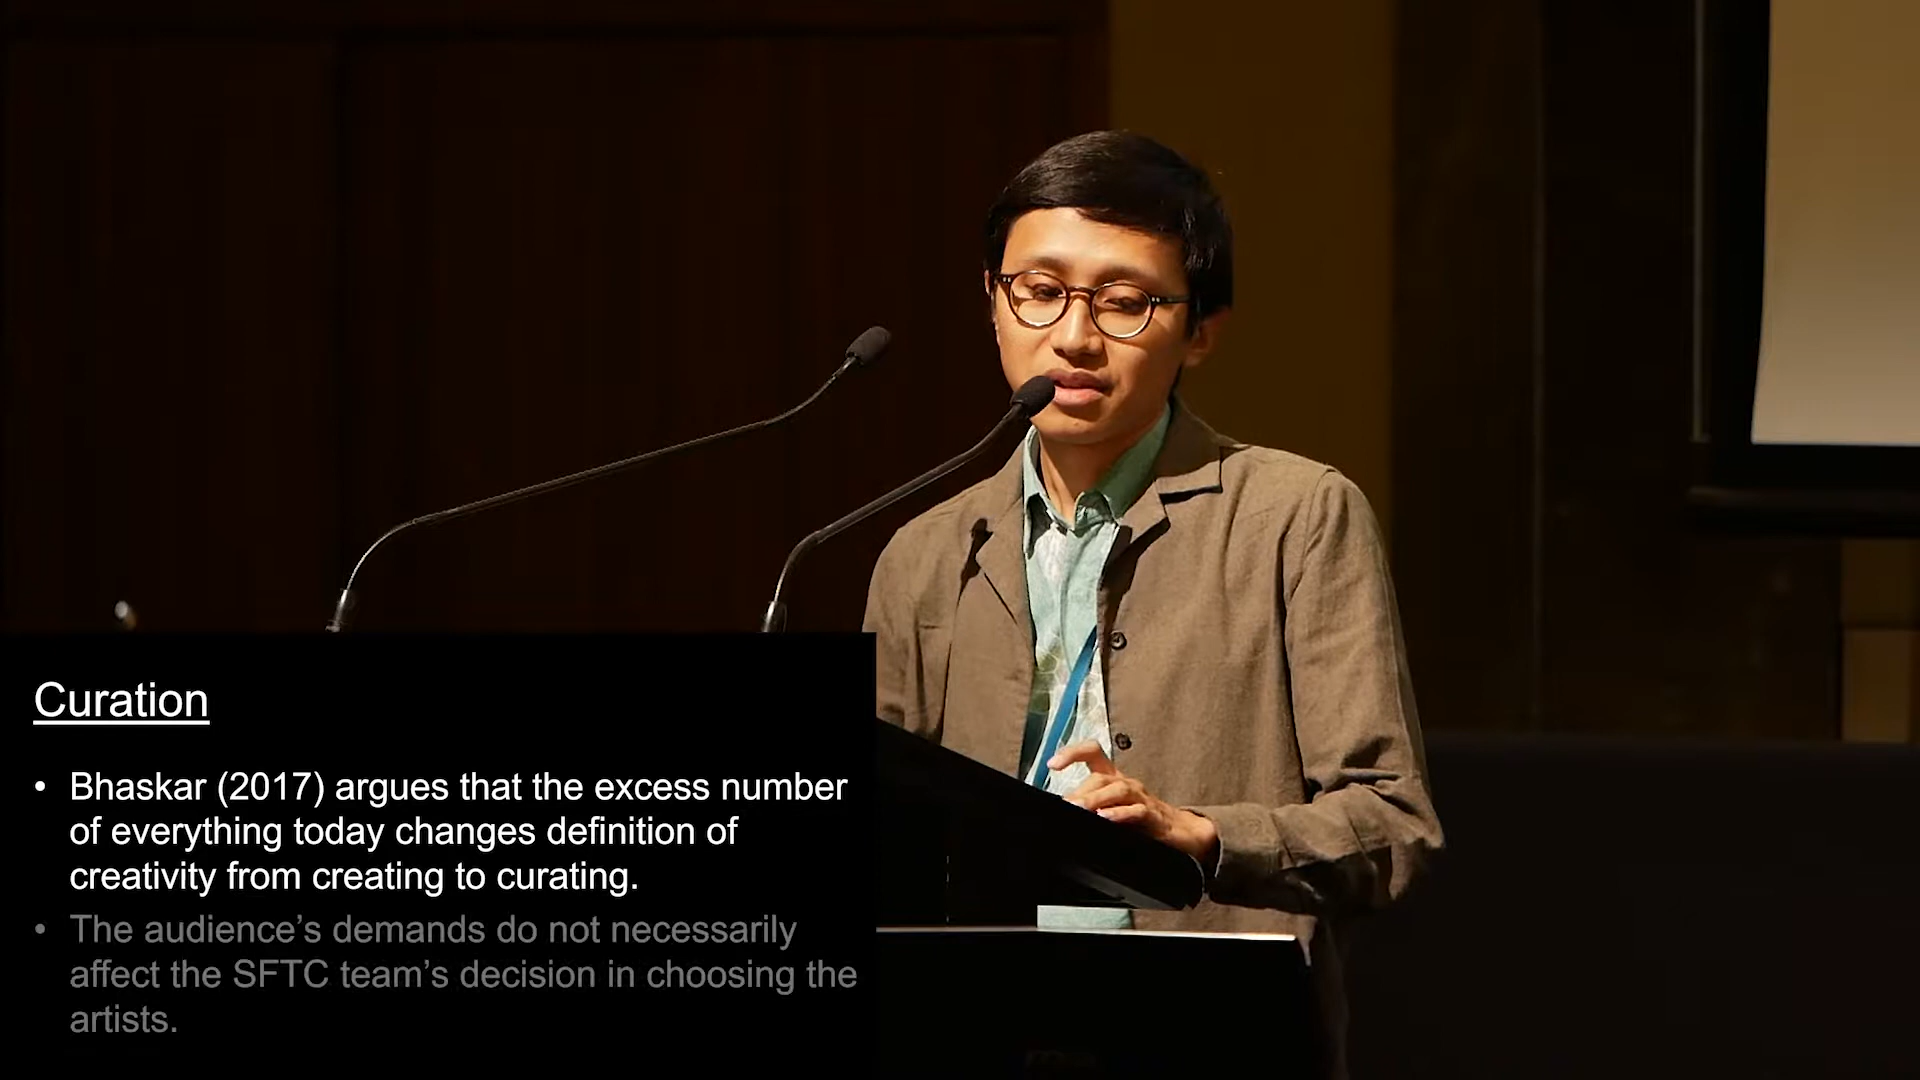 Curation
• Bhaskar (2017) argues that the excess number
of everything today changes definition of
creativity from creating to curating.
• The audience’s demands do not necessarily
affect the SFTC team’s decision in choosing the
artists.